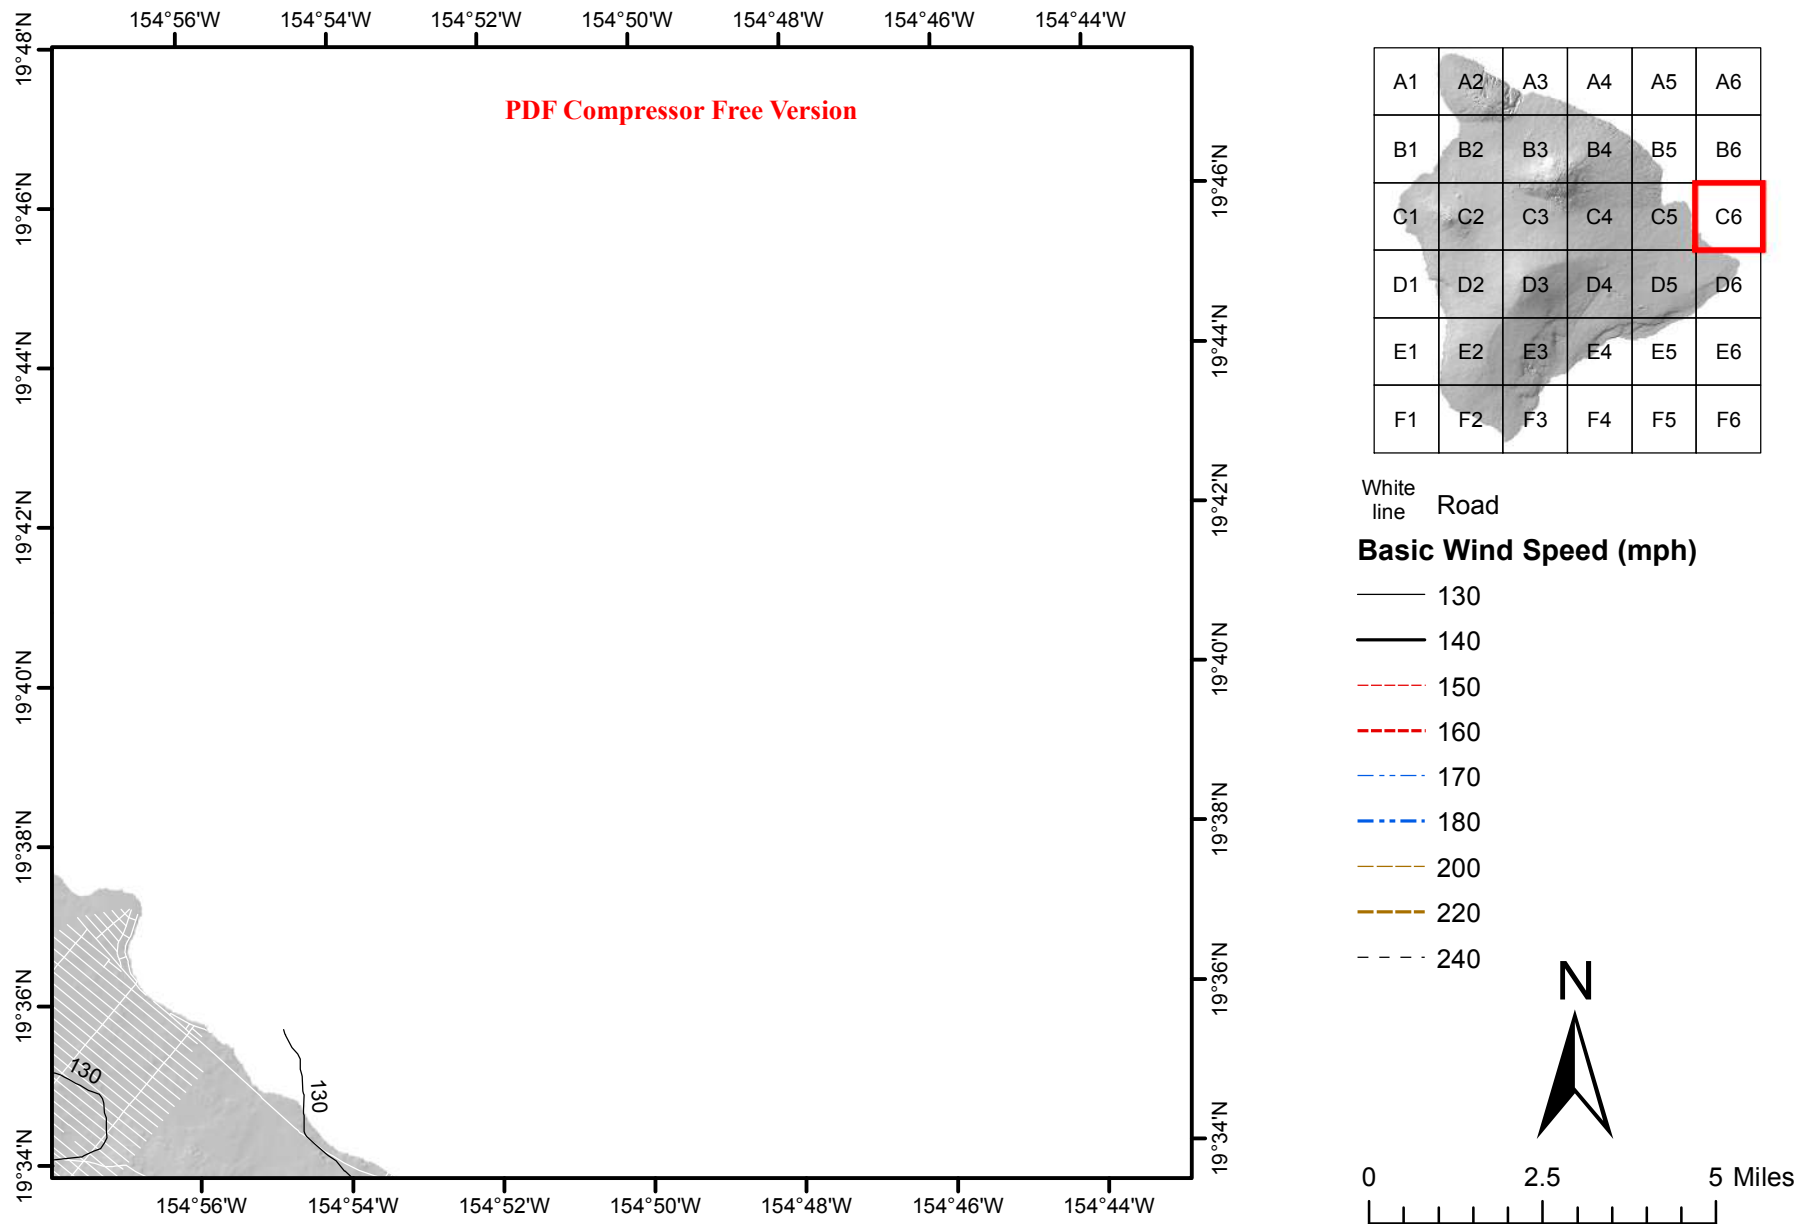 154°56'W 154°54'W 154°52'W 154°50'W 154°48'W 154°46'W 154°44'W
19°48'N
19°46'N
19°44'N
19°42'N
19°40'N
19°38'N
19°36'N
19°34'N
PDF Compressor Free Version
130
130
19°46'N
19°44'N
19°42'N
19°40'N
19°38'N
19°36'N
19°34'N
154°56'W 154°54'W 154°52'W 154°50'W 154°48'W 154°46'W 154°44'W
A1 A2 A3 A4 A5 A6
B1 B2 B3 B4 B5 B6
C1 C2 C3 C4 C5 C6
D1 D2 D3 D4 D5 D6
E1 E2 E3 E4 E5 E6
F1 F2 F3 F4 F5 F6
White
line Road
Basic Wind Speed (mph)
130
140
150
160
170
180
200
220
240
N
0 2.5 5 Miles